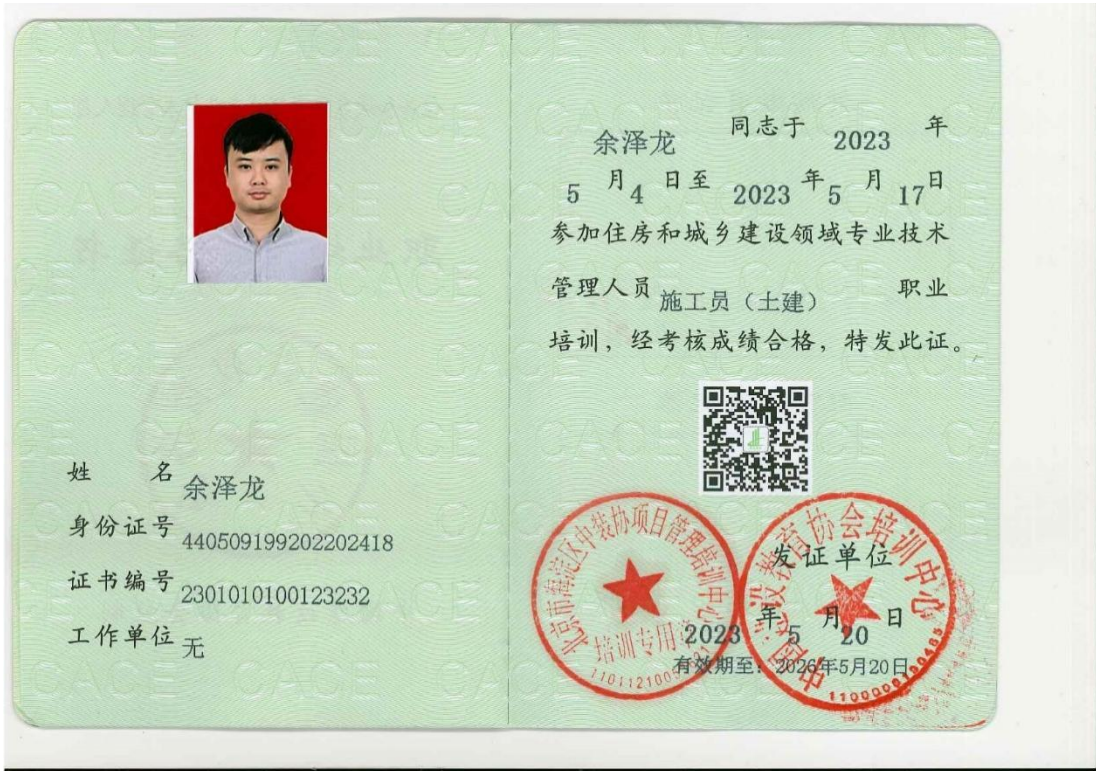 姓 名 余泽龙
身份证号 440509199202202418
证书编号 2301010100123232
工作单位 无
余泽龙 同志于 2023 年
5 月 4 日至 2023 年 5 月 17 日
参加住房和城乡建设领域专业技术
管理人员 施工员（土建） 职业
培训，经考核成绩合格，特发此证。
北京市海淀区中装协项目管理培训中心
培训专用
中国建设教育协会培训中心
1100000100465
发证单位
2023 年 5 月 20 日
有效期至：2026年5月20日
CACE